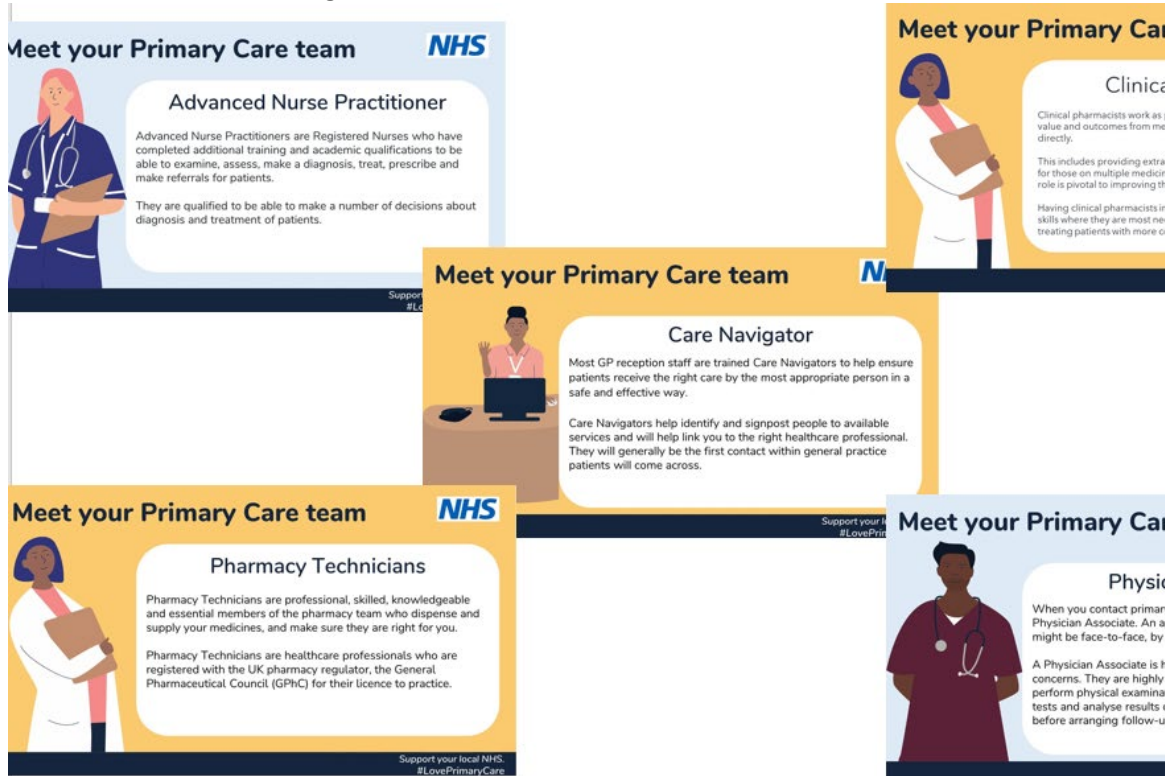 Meet your Primary Care team
NHS
Advanced Nurse Practitioner
Advanced Nurse Practitioners are Registered Nurses who have
completed additional training and academic qualifications to be
able to examine, assess, make a diagnosis, treat, prescribe and
make referrals for patients.
They are qualified to be able to make a number of decisions about
diagnosis and treatment of patients.
Support
Meet your Primary Car
Clinica
Clinical pharmacists work as
value and outcomes from me
directly.
This includes providing extra
for those on multiple medicin
role is pivotal to improving th
Having clinical pharmacists in
skills where they are most nee
treating patients with more c
Meet your Primary Care team
Care Navigator
Most GP reception staff are trained Care Navigators to help ensure
patients receive the right care by the most appropriate person in a
safe and effective way.
Care Navigators help identify and signpost people to available
services and will help link you to the right healthcare professional.
They will generally be the first contact within general practice
patients will come across.
Support your
#LovePrim
Meet your Primary Care team
NHS
Pharmacy Technicians
Pharmacy Technicians are professional, skilled, knowledgeable
and essential members of the pharmacy team who dispense and
supply your medicines, and make sure they are right for you.
Pharmacy Technicians are healthcare professionals who are
registered with the UK pharmacy regulator, the General
Pharmaceutical Council (GPhC) for their licence to practice.
Support your local NHS.
#LovePrimaryCare
Meet your Primary Car
Physic
When you contact primar
Physician Associate. An a
might be face-to-face, by
A Physician Associate is h
concerns. They are highly
perform physical examina
tests and analyse results
before arranging follow-u